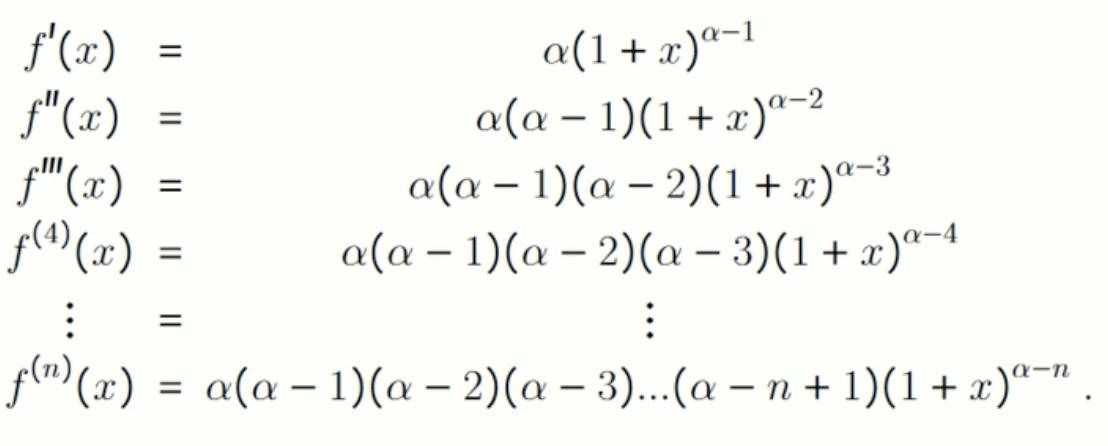 f'(x) = α(1 + x)^{α−1}
f''(x) = α(α − 1)(1 + x)^{α−2}
f'''(x) = α(α − 1)(α − 2)(1 + x)^{α−3}
f^{(4)}(x) = α(α − 1)(α − 2)(α − 3)(1 + x)^{α−4}
⋮ = ⋮
f^{(n)}(x) = α(α − 1)(α − 2)(α − 3)...(α − n + 1)(1 + x)^{α−n} .